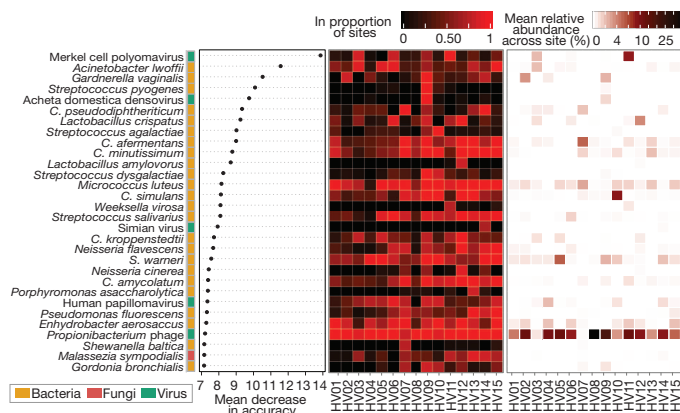 In proportion
of sites
0 0.50 1
Mean relative
abundance
across site (%)
0 2 4 10 25
Merkel cell polyomavirus
Acinetobacter lwoffii
Gardnerella vaginalis
Streptococcus pyogenes
Acheta domestica densovirus
C. pseudodiphtheriticum
Lactobacillus crispatus
Streptococcus agalactiae
C. afermentans
C. minutissimum
Lactobacillus amylovorum
Streptococcus dysgalactiae
Micrococcus luteus
C. simulans
Weeksella virosa
Streptococcus salivarius
Simian virus
C. kroppenstedtii
Neisseria flavescens
S. warneri
Neisseria cinerea
C. amycolatum
Porphyromonas asaccharolytica
Human papillomavirus
Pseudomonas fluorescens
Enhydrobacter aerosaccus
Propionibacterium phage
Shewanella baltica
Malassezia sympodialis
Gordonia bronchialis
7 8 9 10 11 12 13 14
Mean decrease
in accuracy
HV01 HV02 HV03 HV04 HV05 HV06 HV07 HV08 HV09 HV10 HV11 HV12 HV13 HV14 HV15
HV01 HV02 HV03 HV04 HV05 HV06 HV07 HV08 HV09 HV10 HV11 HV12 HV13 HV14 HV15
Bacteria Fungi Virus